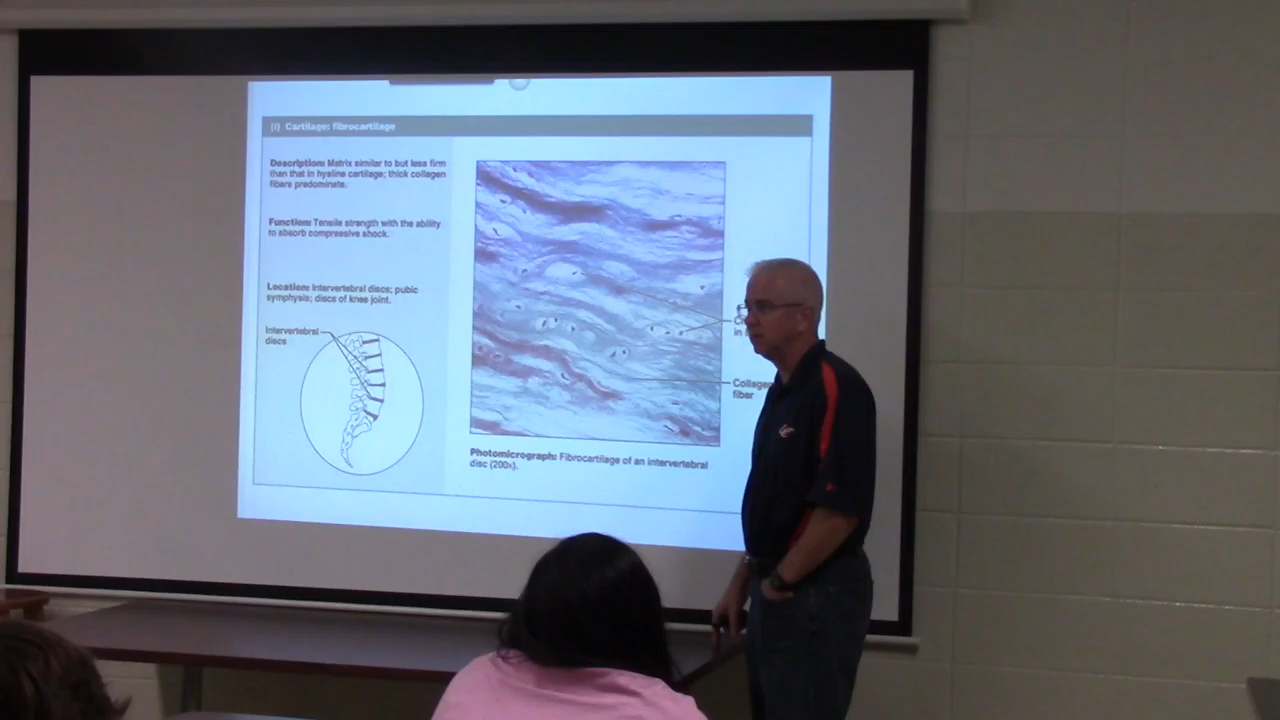 (i) Cartilage: fibrocartilage
Description: Matrix similar to but less firm
than that in hyaline cartilage; thick collagen
fibers predominate.
Function: Tensile strength with the ability
to absorb compressive shock.
Location: Intervertebral discs; pubic
symphysis; discs of knee joint.
Intervertebral
discs
C
in
Collagen
fiber
Photomicrograph: Fibrocartilage of an intervertebral
disc (200x).